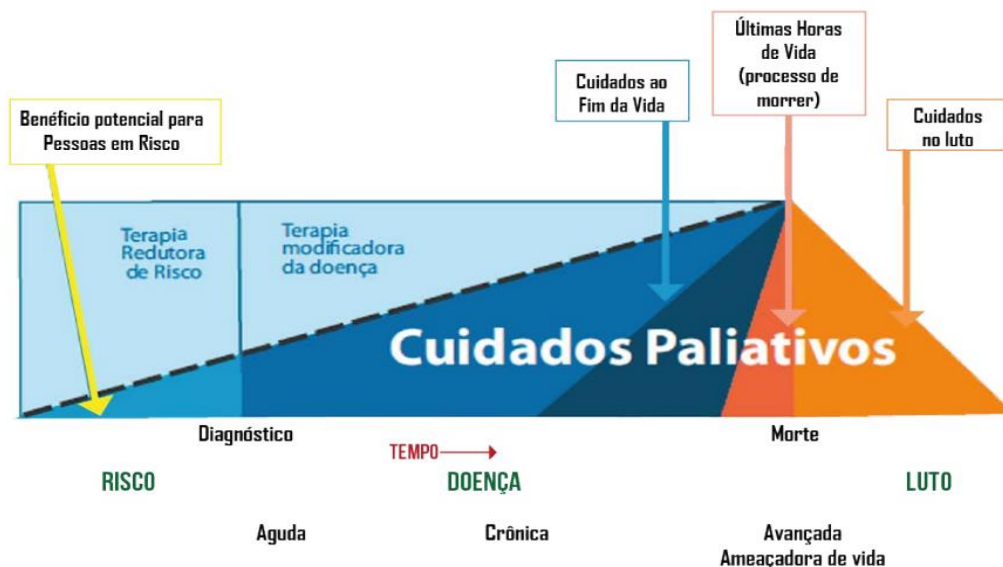 Últimas Horas
de Vida
(processo de
morrer)
Cuidados ao
Fim da Vida
Benéficio potencial para
Pessoas em Risco
Cuidados
no luto
Terapia
Redutora
de Risco
Terapia
modificadora
da doença
Cuidados Paliativos
Diagnóstico
Morte
TEMPO
RISCO
DOENÇA
LUTO
Aguda
Crônica
Avançada
Ameaçadora de vida